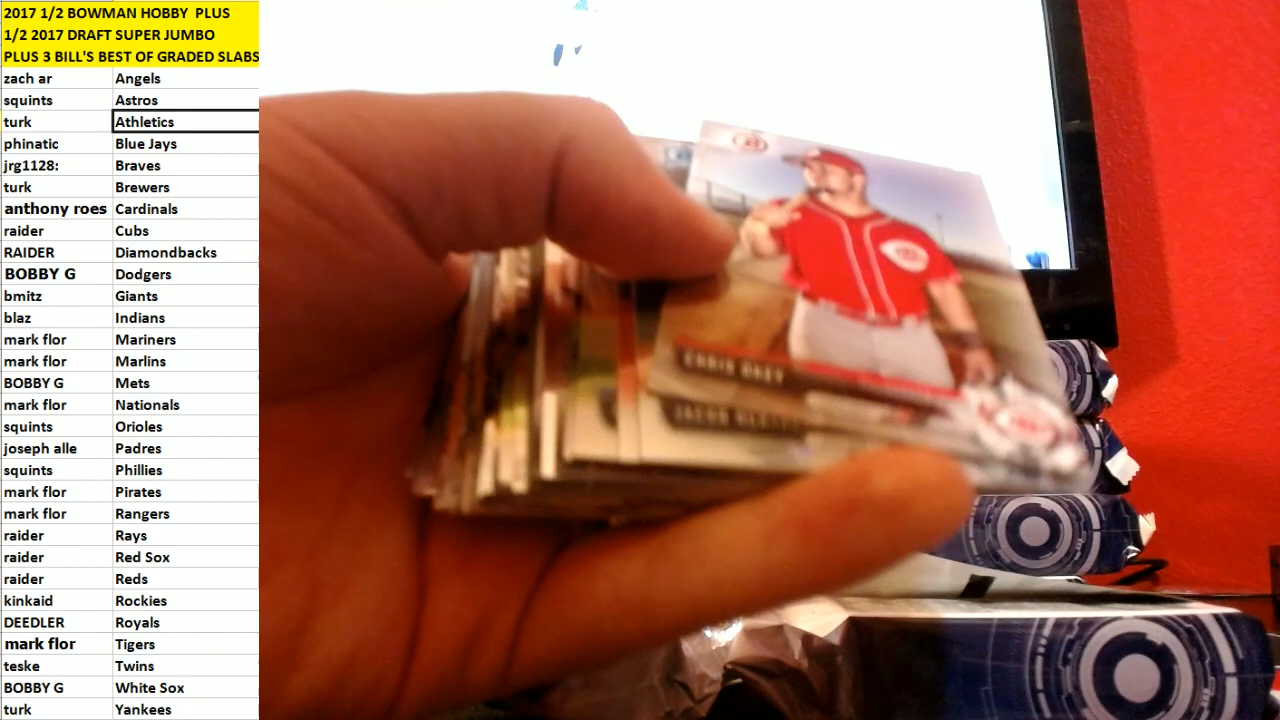 2017 1/2 BOWMAN HOBBY PLUS
1/2 2017 DRAFT SUPER JUMBO
PLUS 3 BILL'S BEST OF GRADED SLABS
zach ar Angels
squints Astros
turk Athletics
phinatic Blue Jays
jrg1128: Braves
turk Brewers
anthony roes Cardinals
raider Cubs
RAIDER Diamondbacks
BOBBY G Dodgers
bmitz Giants
blaz Indians
mark flor Mariners
mark flor Marlins
BOBBY G Mets
mark flor Nationals
squints Orioles
joseph alle Padres
squints Phillies
mark flor Pirates
mark flor Rangers
raider Rays
raider Red Sox
raider Reds
kinkaid Rockies
DEEDLER Royals
mark flor Tigers
teske Twins
BOBBY G White Sox
turk Yankees
CHRIS OKEY
JACOB